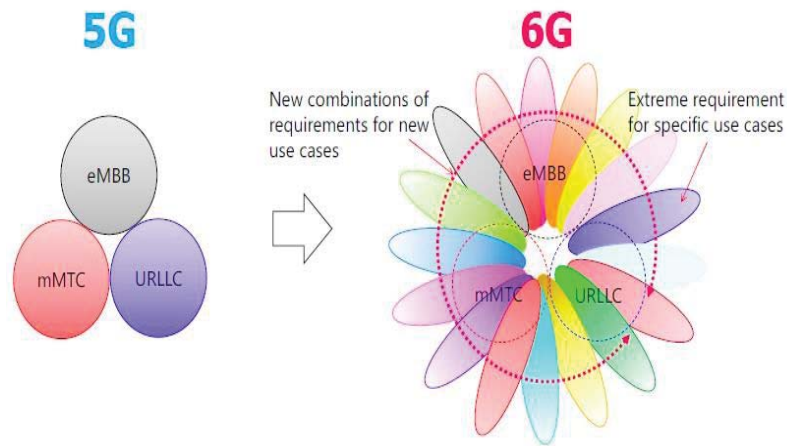 5G
6G
New combinations of
requirements for new
use cases
Extreme requirement
for specific use cases
eMBB
mMTC
URLLC
eMBB
mMTC
URLLC